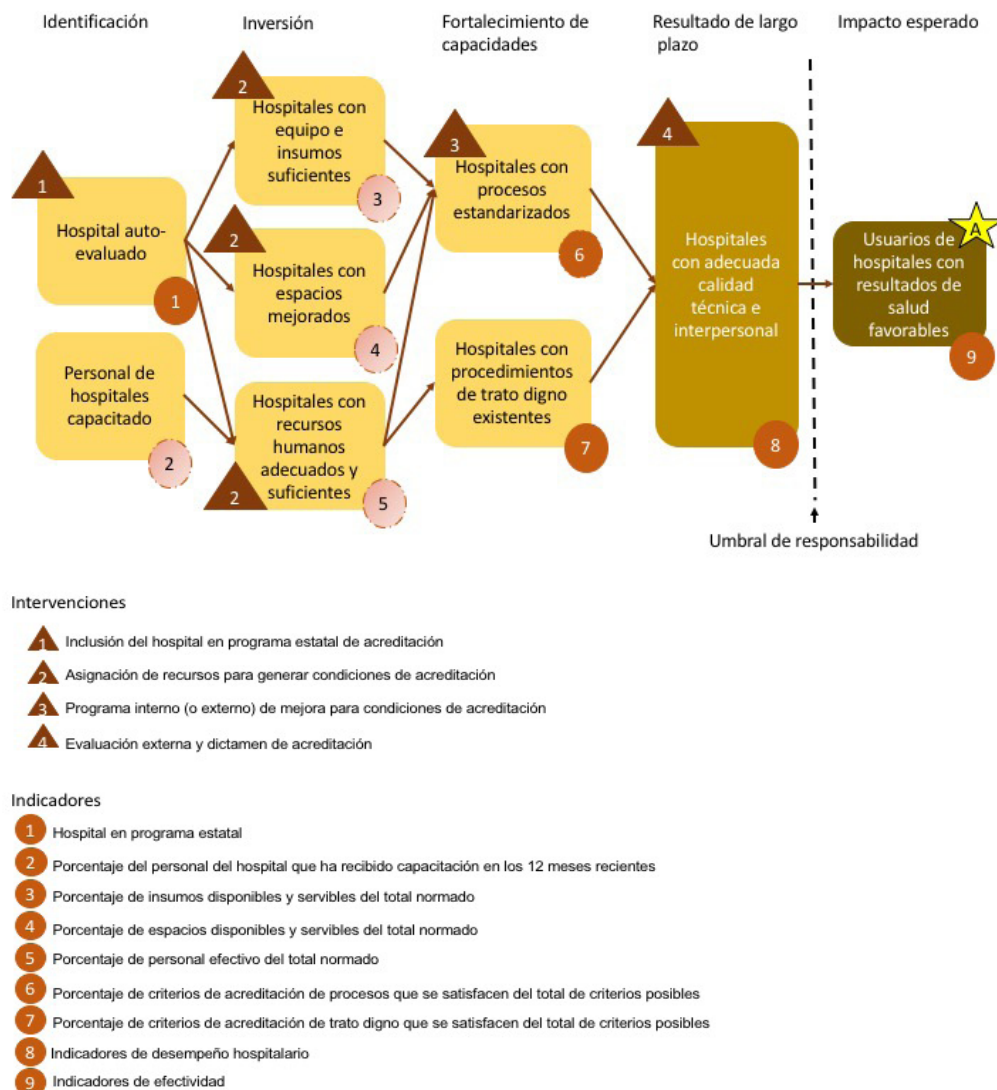 Identificación
Inversión
Fortalecimiento de
capacidades
Resultado de largo
plazo
Impacto esperado
1
Hospital auto-
evaluado
1
Personal de
hospitales
capacitado
2
2
Hospitales con
equipo e
insumos
suficientes
3
2
Hospitales con
espacios
mejorados
4
Hospitales con
recursos
humanos
adecuados y
suficientes
2
5
3
Hospitales con
procesos
estandarizados
6
Hospitales con
procedimientos
de trato digno
existentes
7
4
Hospitales
con adecuada
calidad
técnica e
interpersonal
8
A
Usuarios de
hospitales con
resultados de
salud
favorables
9
Umbral de responsabilidad
Intervenciones
1 Inclusión del hospital en programa estatal de acreditación
2 Asignación de recursos para generar condiciones de acreditación
3 Programa interno (o externo) de mejora para condiciones de acreditación
4 Evaluación externa y dictamen de acreditación
Indicadores
1 Hospital en programa estatal
2 Porcentaje del personal del hospital que ha recibido capacitación en los 12 meses recientes
3 Porcentaje de insumos disponibles y servibles del total normado
4 Porcentaje de espacios disponibles y servibles del total normado
5 Porcentaje de personal efectivo del total normado
6 Porcentaje de criterios de acreditación de procesos que se satisfacen del total de criterios posibles
7 Porcentaje de criterios de acreditación de trato digno que se satisfacen del total de criterios posibles
8 Indicadores de desempeño hospitalario
9 Indicadores de efectividad